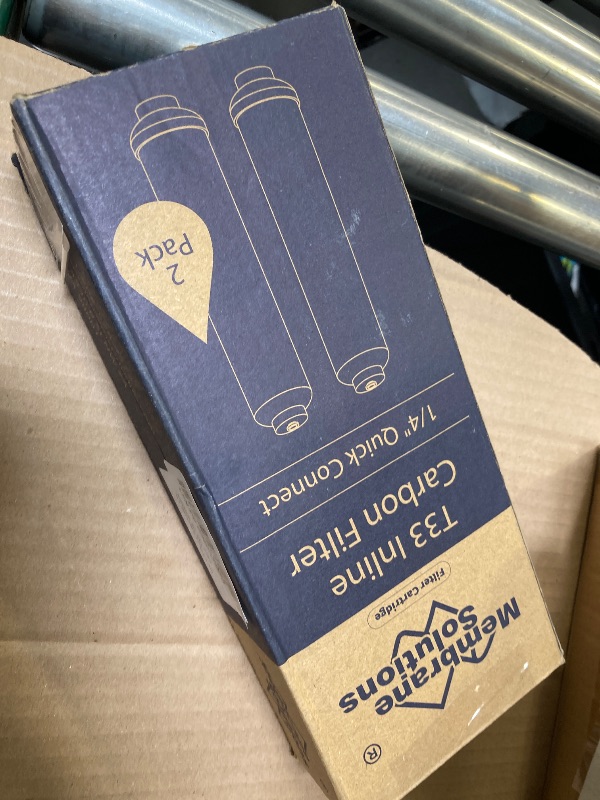 ®
Membrane
Solutions
Filter Cartridge
T33 Inline
Carbon Filter
1/4" Quick Connect
2
Pack